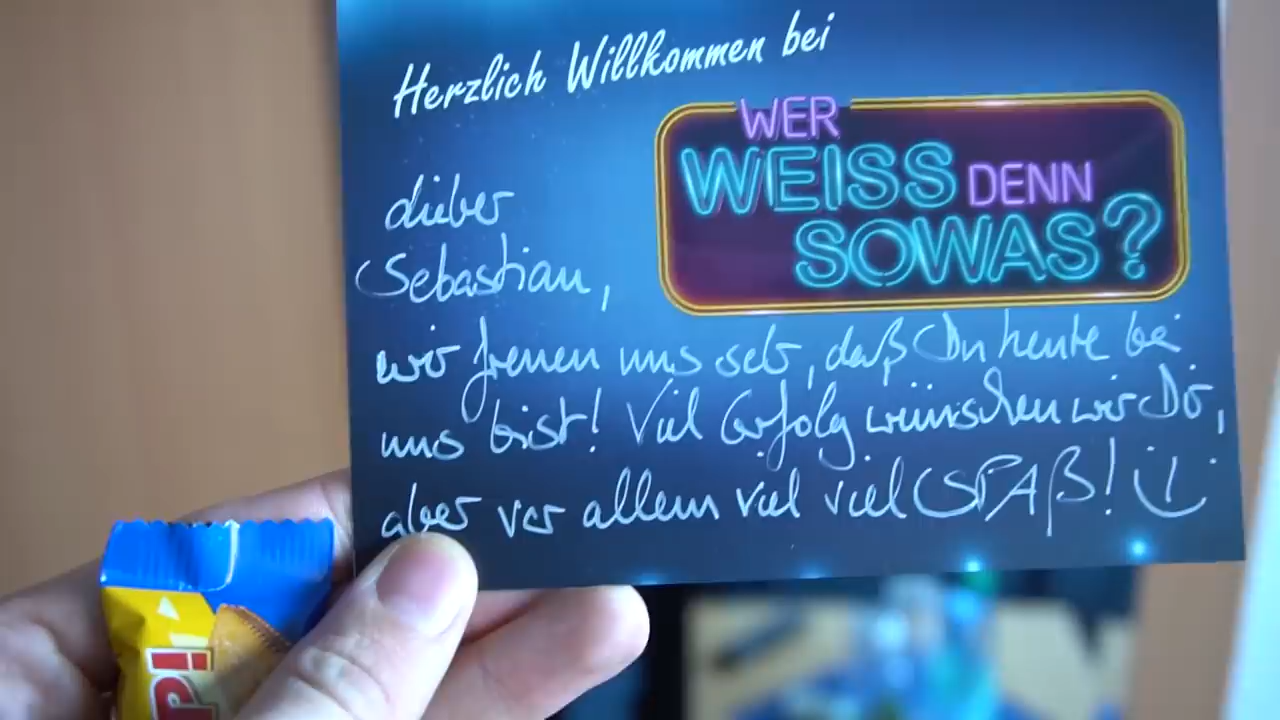 Herzlich Willkommen bei
WER
WEISS DENN
SOWAS?
Lieber
Sebastian,
wir freuen uns sehr, daß Du heute bei
uns bist! Viel Erfolg wünschen wir Dir,
aber vor allem viel viel SPAß! :)